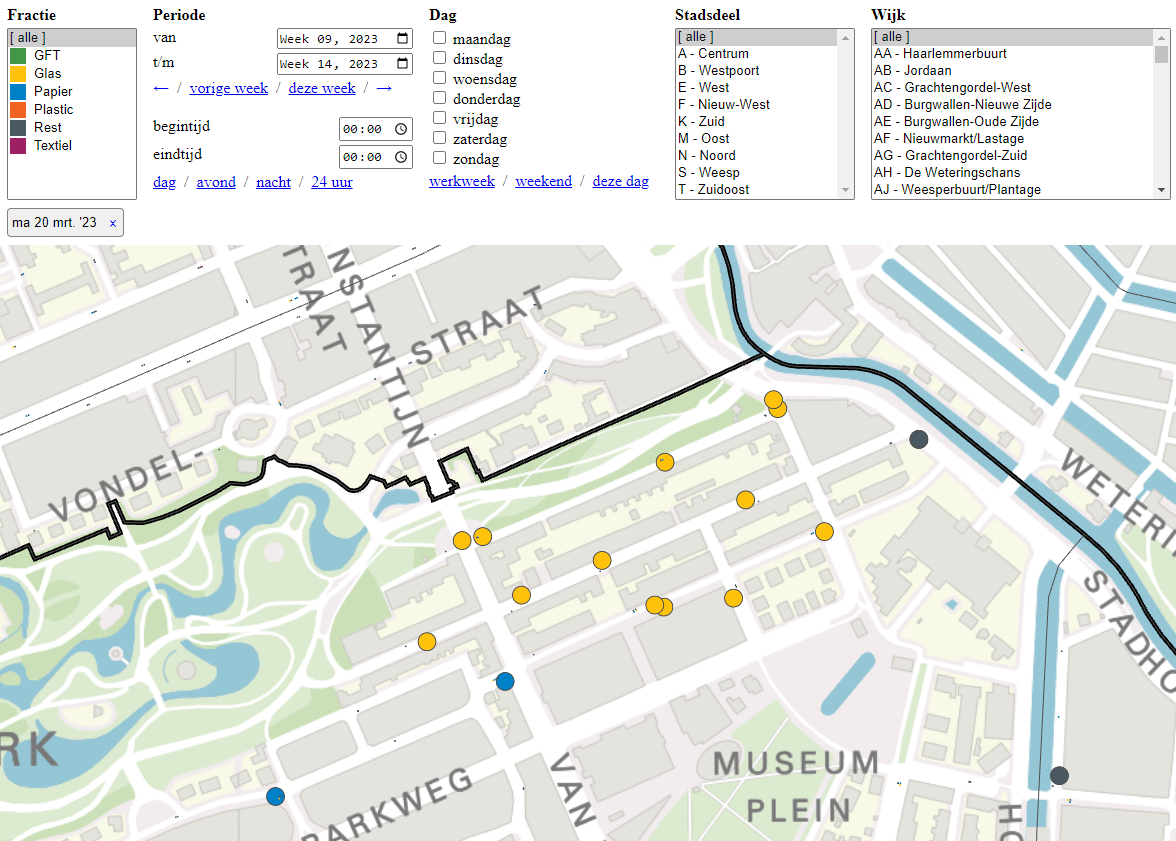 Fractie
[ alle ]
GFT
Glas
Papier
Plastic
Rest
Textiel
Periode
van
Week 09, 2023
t/m
Week 14, 2023
← / vorige week / deze week / →
begintijd
00:00
eindtijd
00:00
dag / avond / nacht / 24 uur
Dag
maandag
dinsdag
woensdag
donderdag
vrijdag
zaterdag
zondag
werkweek / weekend / deze dag
Stadsdeel
[ alle ]
A - Centrum
B - Westpoort
E - West
F - Nieuw-West
K - Zuid
M - Oost
N - Noord
S - Weesp
T - Zuidoost
Wijk
[ alle ]
AA - Haarlemmerbuurt
AB - Jordaan
AC - Grachtengordel-West
AD - Burgwallen-Nieuwe Zijde
AE - Burgwallen-Oude Zijde
AF - Nieuwmarkt/Lastage
AG - Grachtengordel-Zuid
AH - De Weteringschans
AJ - Weesperbuurt/Plantage
ma 20 mrt. '23 x
TRAAT
NSTANTIJN
STRAAT
VONDEL-
WETERIN
STADHO
RK
MUSEUM
PLEIN
VAN
PARKWEG
HO